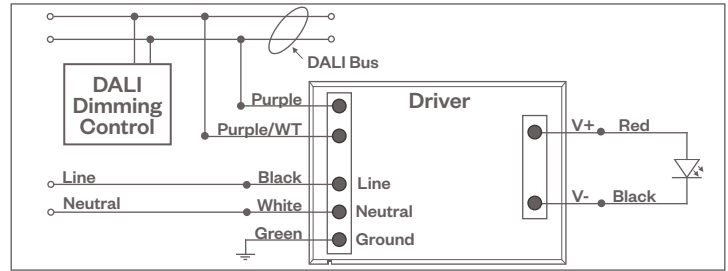 DALI Bus
DALI
Dimming
Control
Driver
Purple
Purple/WT
Line
Black
Line
Neutral
White
Neutral
Green
Ground
V+
Red
V-
Black